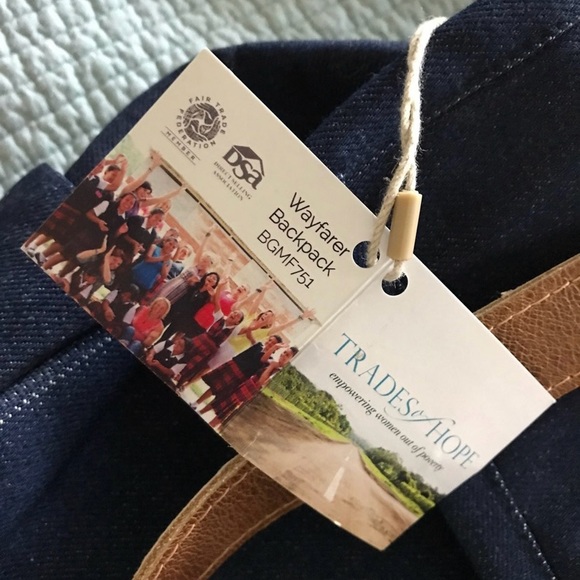 FAIR TRADE
FEDERATION
MEMBER
DSA
DIRECT SELLING
ASSOCIATION
Wayfarer
Backpack
BGMF751
TRADES of HOPE
empowering women out of poverty